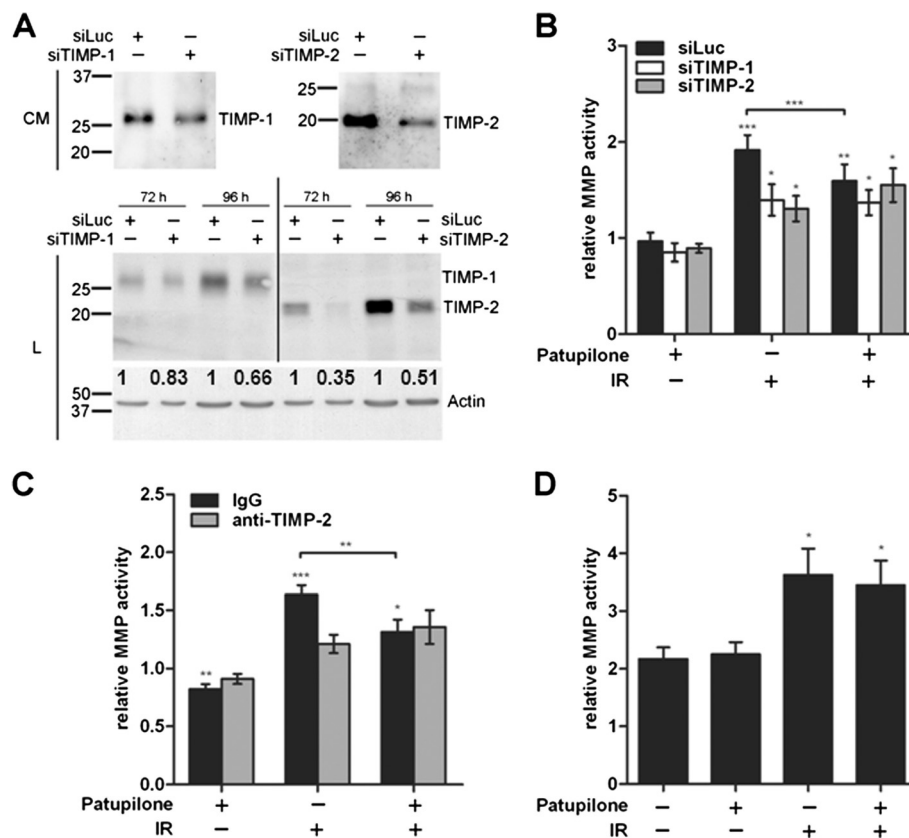 A
siLuc + –
siTIMP-1 – +
siLuc + –
siTIMP-2 – +
CM
37
25
20
TIMP-1
25
20
TIMP-2
72 h 96 h 72 h 96 h
siLuc + – + – + – + – siLuc
siTIMP-1 – + – + – + – + siTIMP-2
L
25
20
TIMP-1
TIMP-2
1 0.83 1 0.66 1 0.35 1 0.51
50
37
Actin
B
siLuc
siTIMP-1
siTIMP-2
relative MMP activity
3
2
1
0
***
*** * * ** * *
Patupilone + – +
IR – + +
C
IgG
anti-TIMP-2
relative MMP activity
2.5
2.0
1.5
1.0
0.5
0.0
**
** *** *
Patupilone + – +
IR – + +
D
relative MMP activity
5
4
3
2
1
0
* *
Patupilone – + – +
IR – – + +